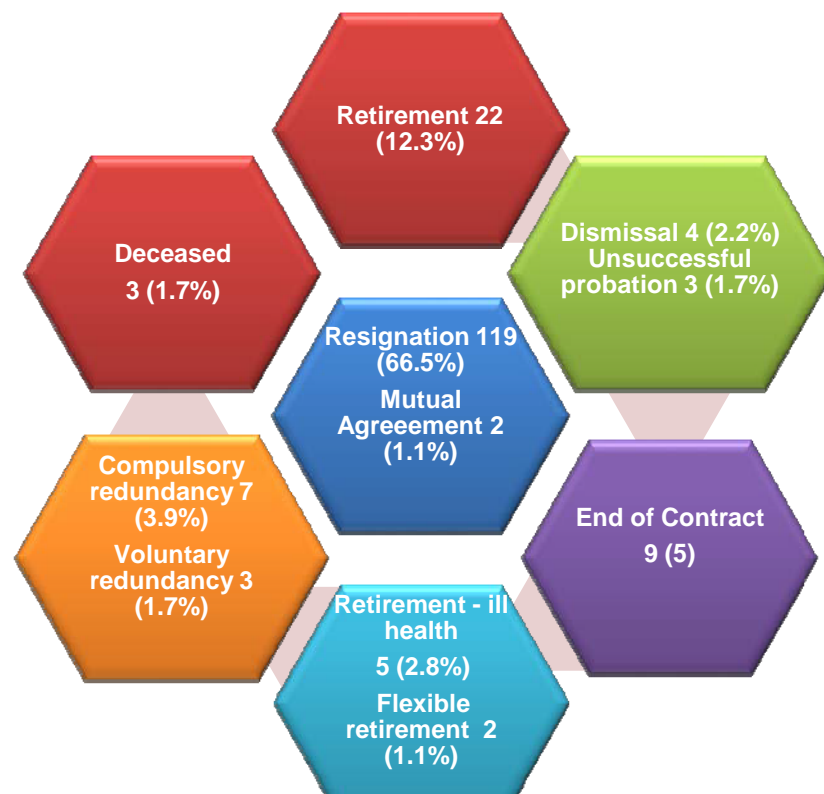 Retirement 22
(12.3%)
Dismissal 4 (2.2%)
Unsuccessful
probation 3 (1.7%)
Deceased
3 (1.7%)
Resignation 119
(66.5%)
Mutual
Agreeement 2
(1.1%)
Compulsory
redundancy 7
(3.9%)
Voluntary
redundancy 3
(1.7%)
End of Contract
9 (5)
Retirement - ill
health
5 (2.8%)
Flexible
retirement 2
(1.1%)